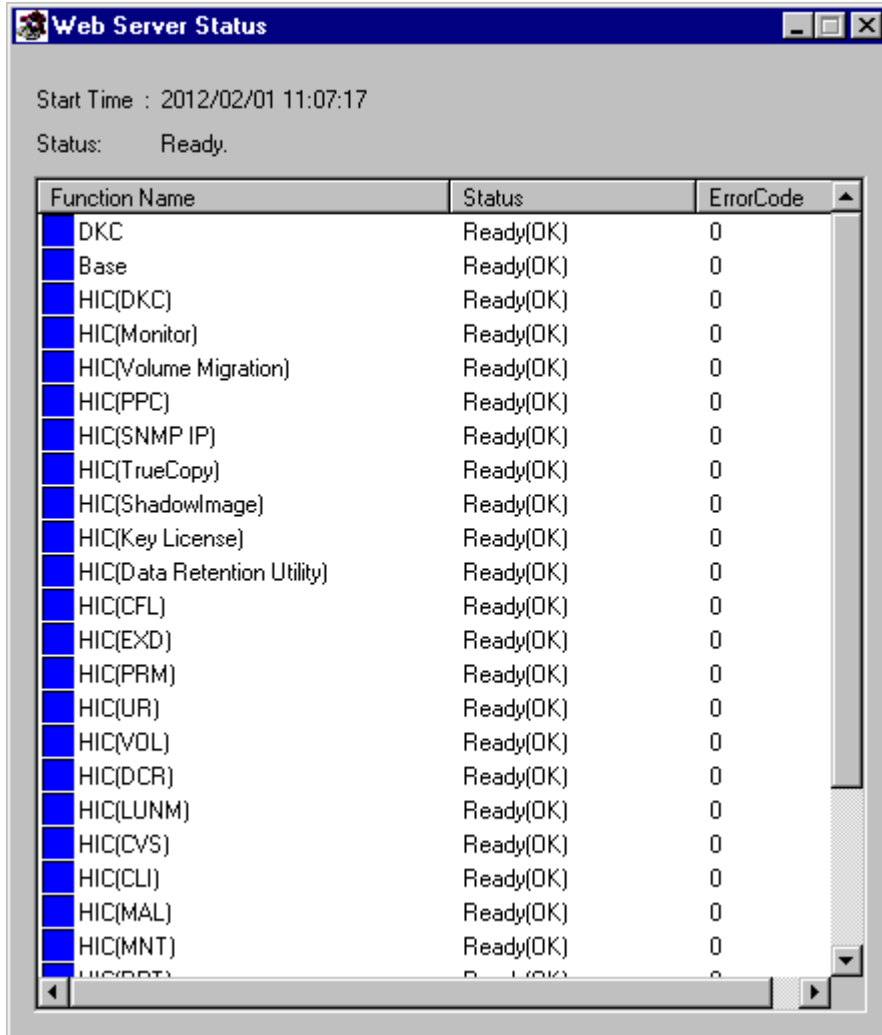 Web Server Status
Start Time : 2012/02/01 11:07:17
Status: Ready.
Function Name Status ErrorCode
DKC Ready(OK) 0
Base Ready(OK) 0
HIC(DKC) Ready(OK) 0
HIC(Monitor) Ready(OK) 0
HIC(Volume Migration) Ready(OK) 0
HIC(PPC) Ready(OK) 0
HIC(SNMP IP) Ready(OK) 0
HIC(TrueCopy) Ready(OK) 0
HIC(ShadowImage) Ready(OK) 0
HIC(Key License) Ready(OK) 0
HIC(Data Retention Utility) Ready(OK) 0
HIC(CFL) Ready(OK) 0
HIC(EXD) Ready(OK) 0
HIC(PRM) Ready(OK) 0
HIC(UR) Ready(OK) 0
HIC(VOL) Ready(OK) 0
HIC(DCR) Ready(OK) 0
HIC(LUNM) Ready(OK) 0
HIC(CVS) Ready(OK) 0
HIC(CLI) Ready(OK) 0
HIC(MAL) Ready(OK) 0
HIC(MNT) Ready(OK) 0